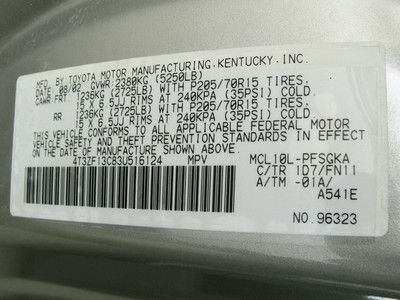 MFD. BY: TOYOTA MOTOR MANUFACTURING, KENTUCKY, INC.
08/02 GVWR: 2380KG (5250LB)
GAWR: FRT 1236KG (2725LB) WITH P205/70R15 TIRES.
15 X 6.5JJ RIMS AT 240KPA (35PSI) COLD.
RR 1236KG (2725LB) WITH P205/70R15 TIRES.
15 X 6.5JJ RIMS AT 240KPA (35PSI) COLD.
THIS VEHICLE CONFORMS TO ALL APPLICABLE FEDERAL MOTOR
VEHICLE SAFETY, BUMPER, AND THEFT PREVENTION STANDARDS IN EFFECT
ON THE DATE OF MANUFACTURE SHOWN ABOVE.
4T3ZF13C83U516124 MPV
MCL10L-PFSGKA
C/TR 1D7/FN11
A/TM -01A/
A541E
NO. 96323